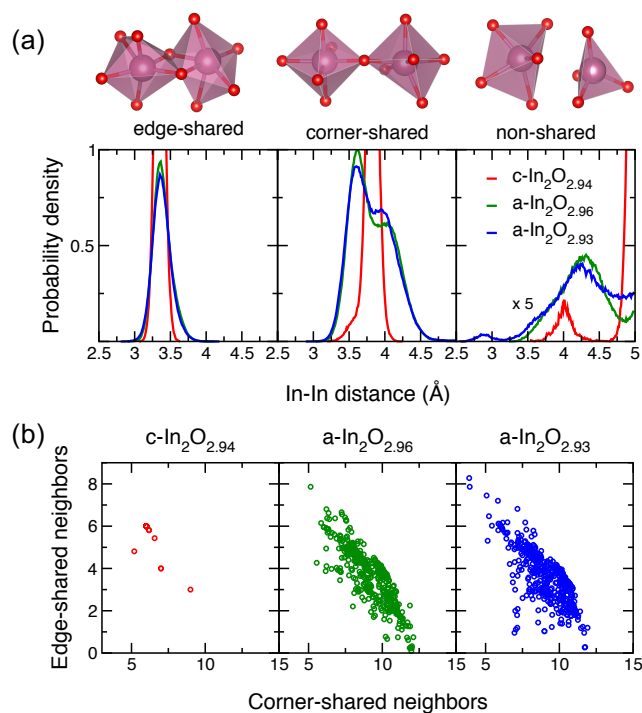 (a)
edge-shared corner-shared non-shared
Probability density
1
0.5
0
c-In2O2.94
a-In2O2.96
a-In2O2.93
x 5
2.5 3 3.5 4 4.5 2.5 3 3.5 4 4.5 2.5 3 3.5 4 4.5 5
In-In distance (Å)
(b)
c-In2O2.94 a-In2O2.96 a-In2O2.93
Edge-shared neighbors
8
6
4
2
0
5 10 15 5 10 15 5 10 15
Corner-shared neighbors